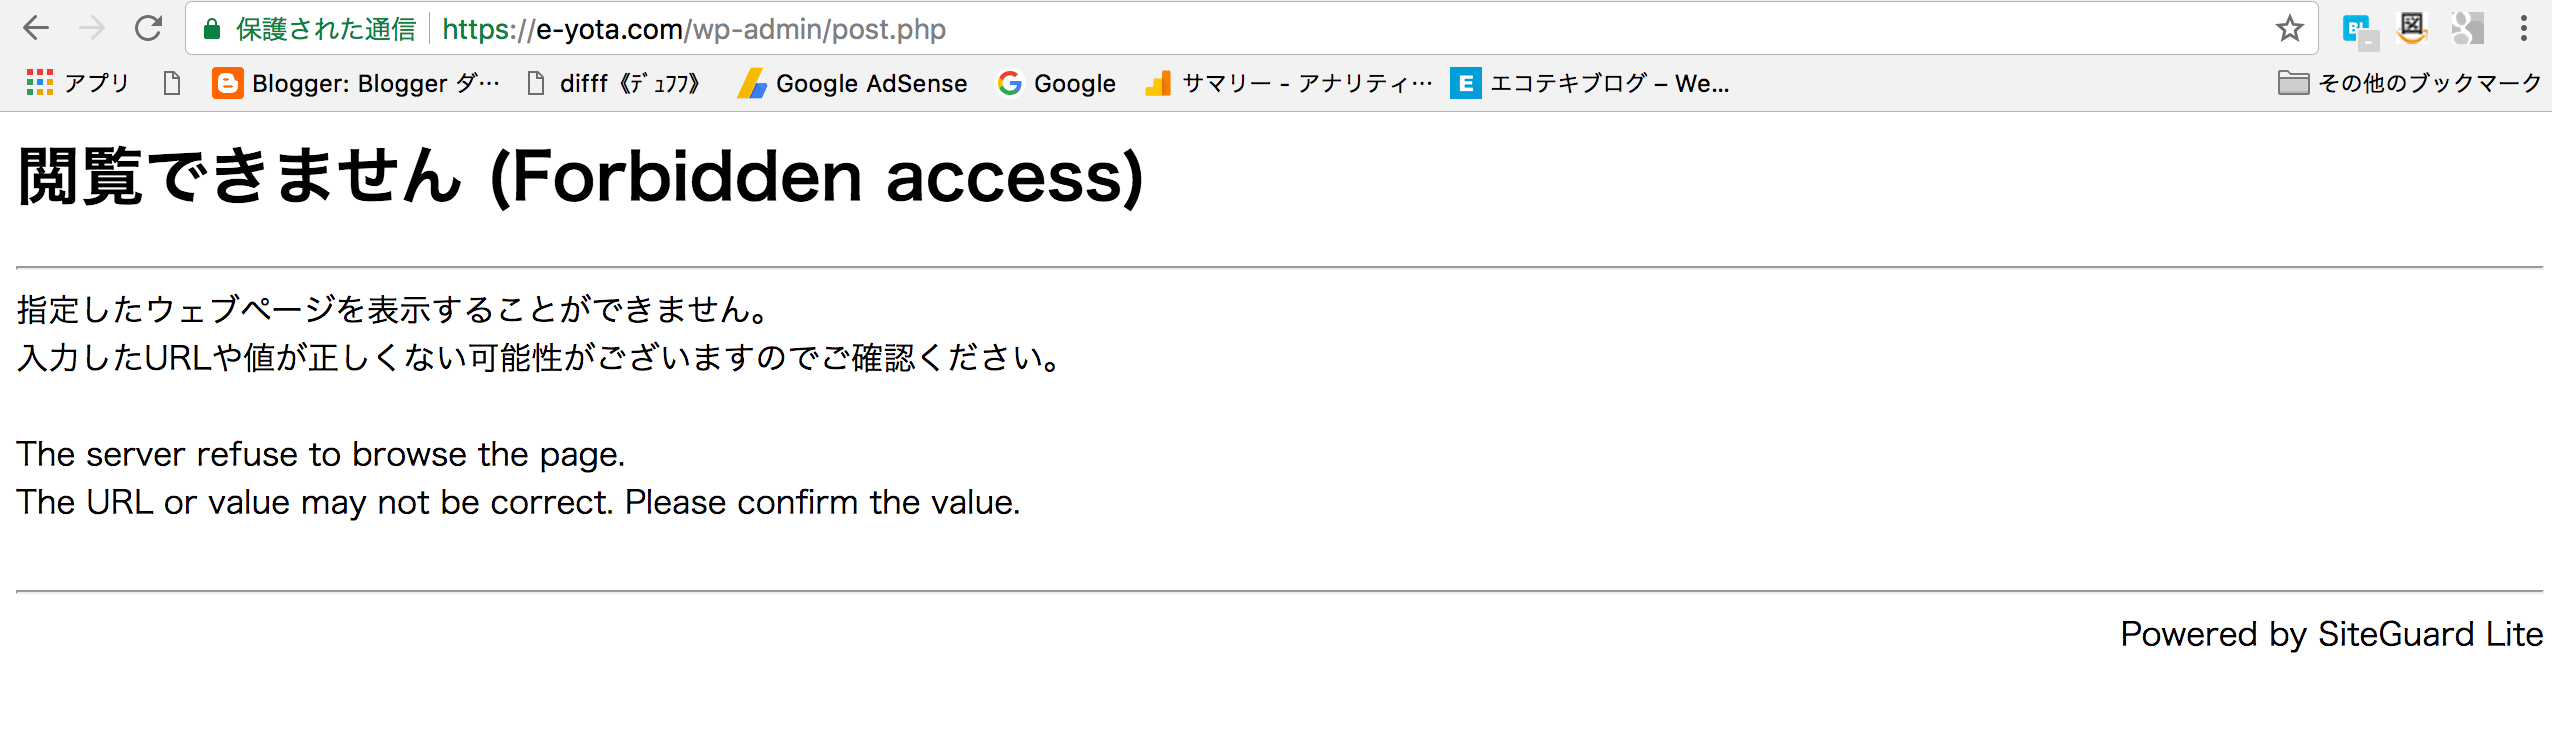 保護された通信 https://e-yota.com/wp-admin/post.php
アプリ Blogger: Blogger ダ… difff《ﾃﾞｭﾌﾌ》 Google AdSense Google サマリー - アナリティ… E エコテキブログ – We... その他のブックマーク
閲覧できません (Forbidden access)
指定したウェブページを表示することができません。
入力したURLや値が正しくない可能性がございますのでご確認ください。
The server refuse to browse the page.
The URL or value may not be correct. Please confirm the value.
Powered by SiteGuard Lite